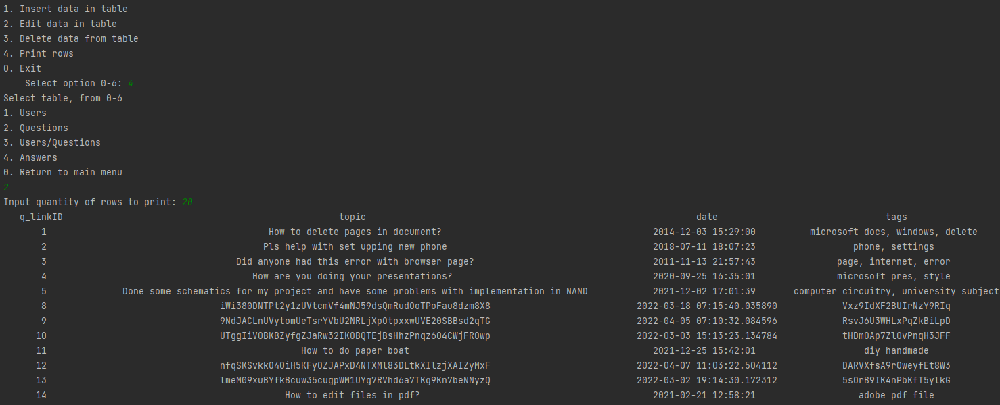 1. Insert data in table
2. Edit data in table
3. Delete data from table
4. Print rows
0. Exit
Select option 0-6: 4
Select table, from 0-6
1. Users
2. Questions
3. Users/Questions
4. Answers
0. Return to main menu
2
Input quantity of rows to print: 20
q_linkID topic date tags
1 How to delete pages in document? 2014-12-03 15:29:00 microsoft docs, windows, delete
2 Pls help with set upping new phone 2018-07-11 18:07:23 phone, settings
3 Did anyone had this error with browser page? 2011-11-13 21:57:43 page, internet, error
4 How are you doing your presentations? 2020-09-25 16:35:01 microsoft pres, style
5 Done some schematics for my project and have some problems with implementation in NAND 2021-12-02 17:01:39 computer circuitry, university subject
8 iWi380DNTPt2y1zUVtcmVf4mNJ59dsQmRudOoTPoFau8dzm8X8 2022-03-18 07:15:40.035890 Vxz9IdXF2BUIrNzY9RIq
9 9NdJACLnUVytomUeTsrYVbU2NRLjXpOtpxxwUVE20SBBsd2qTG 2022-04-05 07:10:32.084596 RsvJ6U3WHLxPqZkBiLpD
10 UTggIiV0BKBZyfgZJaRw32IKOBQTEjBsHhzPnqz604CWjFROwp 2022-03-03 15:13:23.134784 tHDmOAp7Zl0vPnqH3JFF
11 How to do paper boat 2021-12-25 15:42:01 diy handmade
12 nfqSKSvkkO4OiH5KFyOZJAPxD4NTXMl83DLtkXIlzjXAIZyMxF 2022-04-07 11:03:22.504112 DARVXfsA9r0weyfEt8W3
13 lmeM09xuBYfkBcuw35cugpWM1UYg7RVhd6a7TKg9Kn7beNNyzQ 2022-03-02 19:14:30.172312 5sOrB9IK4nPbKfT5ylkG
14 How to edit files in pdf? 2021-02-21 12:58:21 adobe pdf file